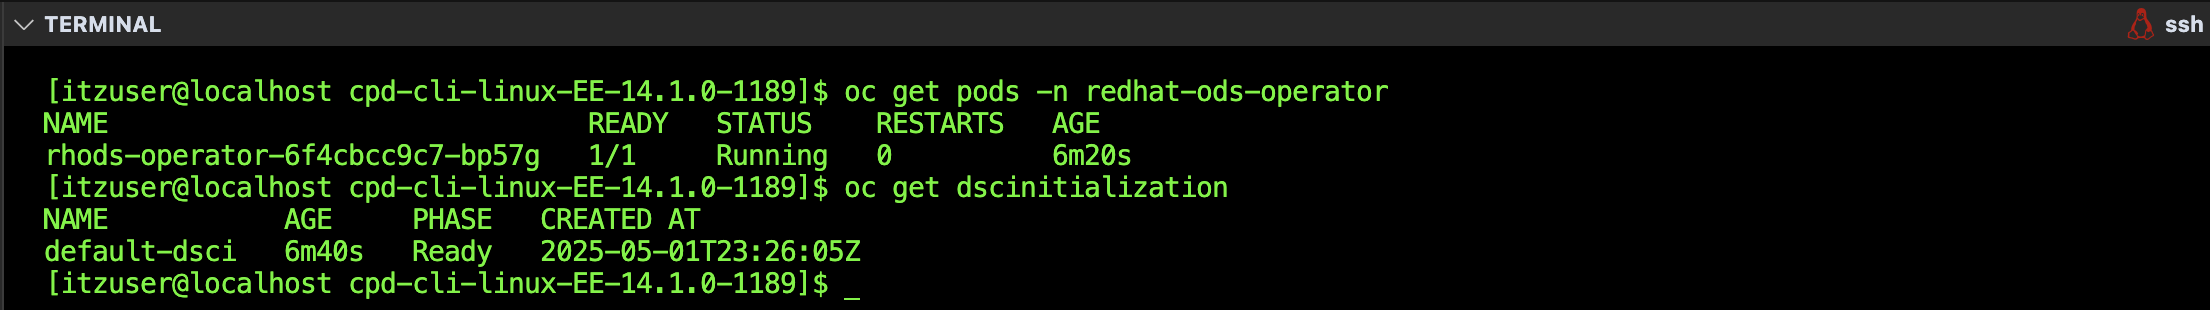 TERMINAL
ssh
[itzuser@localhost cpd-cli-linux-EE-14.1.0-1189]$ oc get pods -n redhat-ods-operator
NAME                              READY   STATUS    RESTARTS   AGE
rhods-operator-6f4cbcc9c7-bp57g   1/1     Running   0          6m20s
[itzuser@localhost cpd-cli-linux-EE-14.1.0-1189]$ oc get dscinitialization
NAME           AGE     PHASE   CREATED AT
default-dsci   6m40s   Ready   2025-05-01T23:26:05Z
[itzuser@localhost cpd-cli-linux-EE-14.1.0-1189]$ _